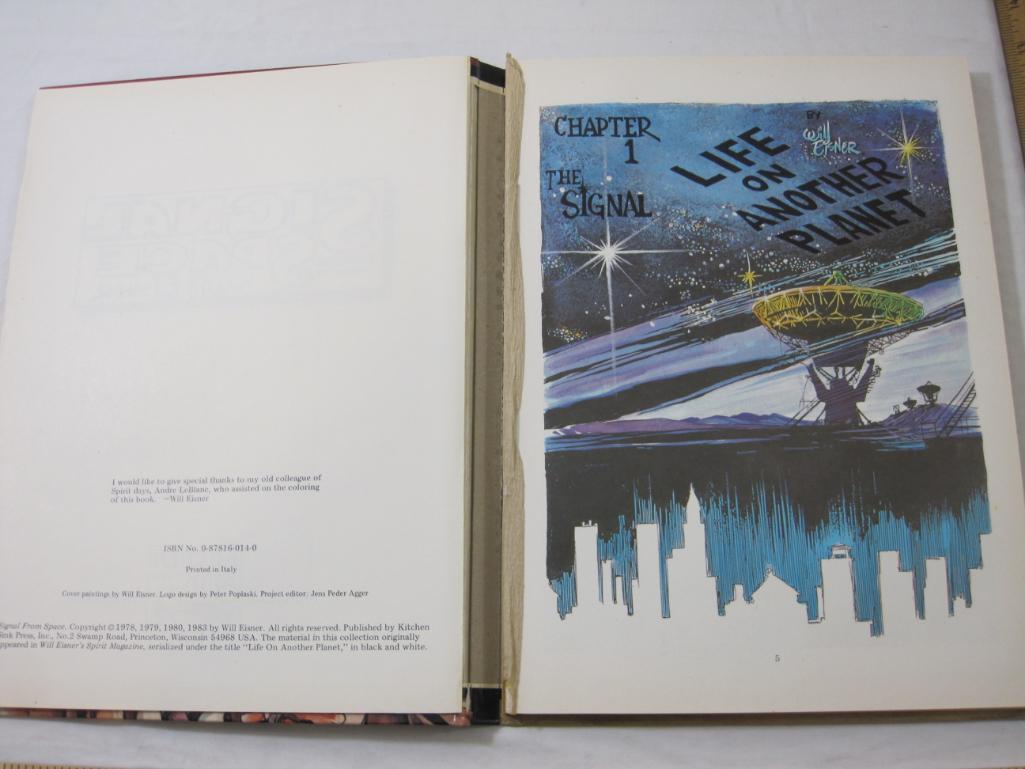 I would like to give special thanks to my old colleague of
Spirit days, Andre LeBlanc, who assisted on the coloring
of this book. —Will Eisner
ISBN No. 0-87816-014-0
Printed in Italy
Cover paintings by Will Eisner. Logo design by Peter Poplaski. Project editor: Jens Peder Agger
Signal From Space. Copyright © 1978, 1979, 1980, 1983 by Will Eisner. All rights reserved. Published by Kitchen
Sink Press, Inc., No.2 Swamp Road, Princeton, Wisconsin 54968 USA. The material in this collection originally
appeared in Will Eisner's Spirit Magazine, serialized under the title "Life On Another Planet," in black and white.
CHAPTER
1
THE
SIGNAL
LIFE
ON
ANOTHER
PLANET
BY
Will
EISNER
5